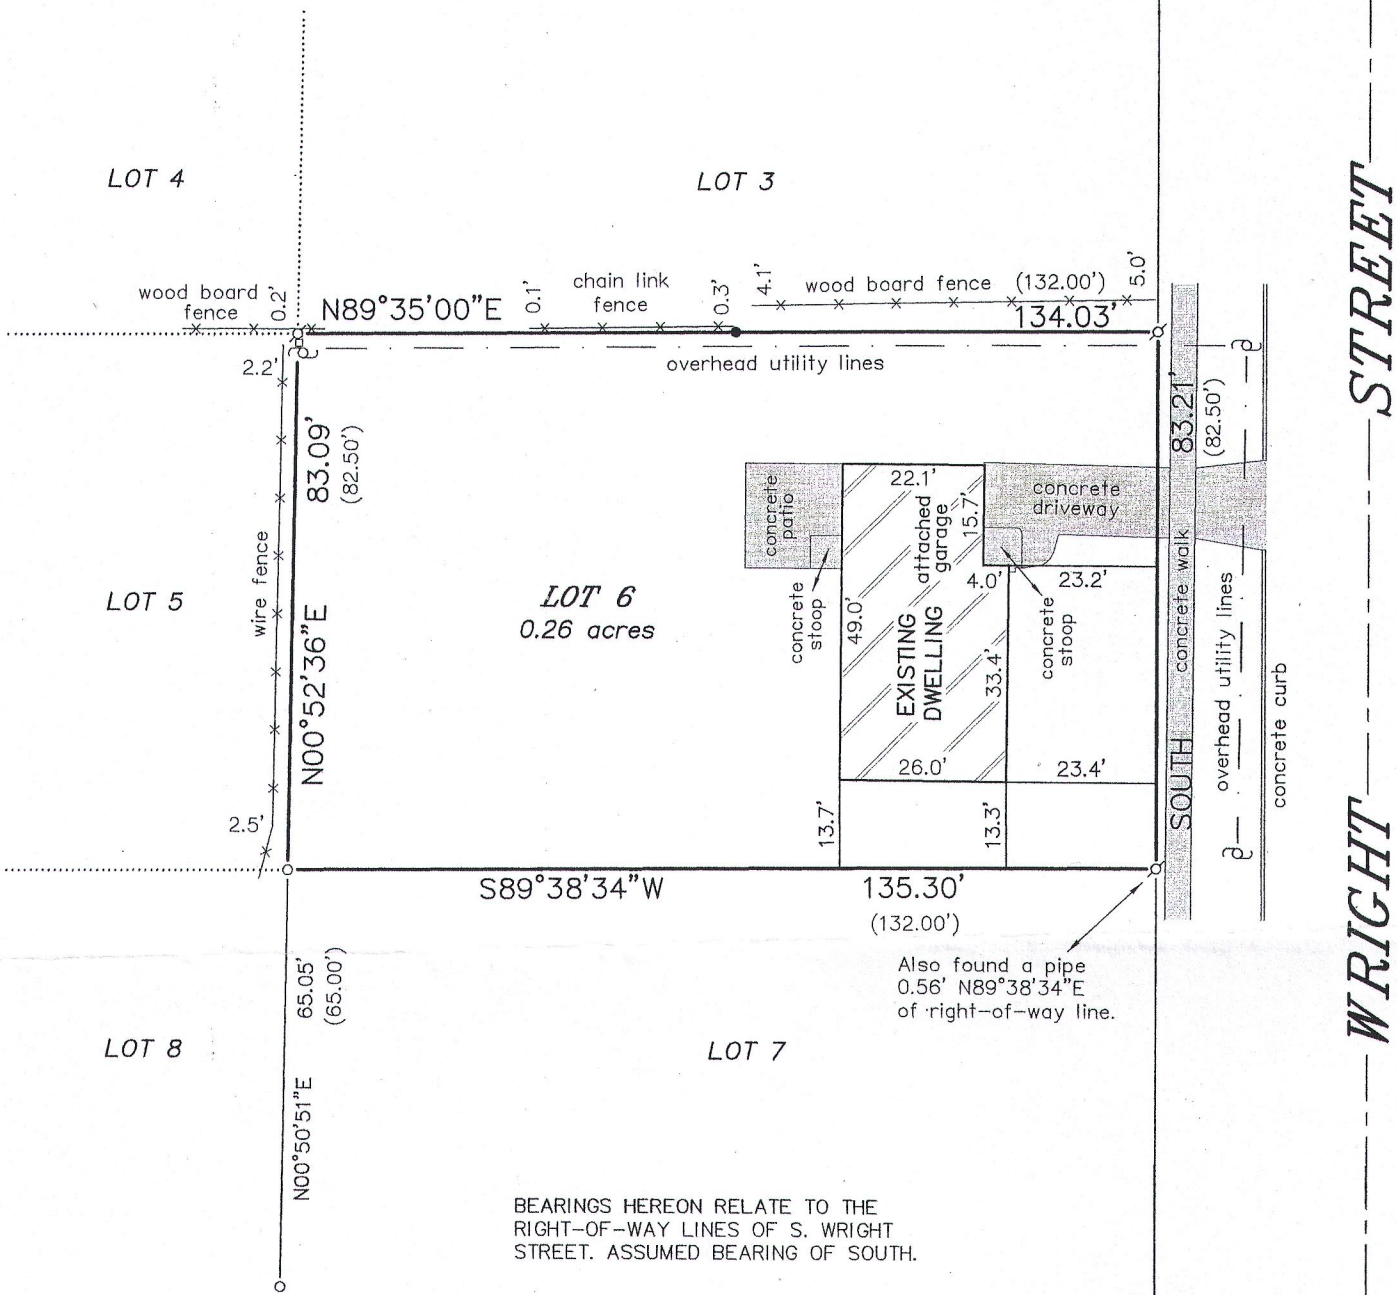 LOT 4
LOT 3
STREET
wood board
fence
0.2'
N89°35'00"E
0.1'
chain link
fence
0.3'
4.1'
wood board fence
(132.00')
5.0'
134.03'
overhead utility lines
2.2'
83.09'
(82.50')
83.21'
(82.50')
wire fence
N00°52'36"E
LOT 5
LOT 6
0.26 acres
concrete
patio
concrete
stoop
22.1'
attached
garage
15.7'
49.0'
EXISTING
DWELLING
4.0'
33.4'
26.0'
concrete
driveway
23.2'
concrete
stoop
23.4'
concrete walk
SOUTH
overhead utility lines
concrete curb
2.5'
13.7'
13.3'
S89°38'34"W
135.30'
(132.00')
WRIGHT
Also found a pipe
0.56' N89°38'34"E
of right-of-way line.
65.05'
(65.00')
LOT 8
LOT 7
N00°50'51"E
BEARINGS HEREON RELATE TO THE
RIGHT-OF-WAY LINES OF S. WRIGHT
STREET. ASSUMED BEARING OF SOUTH.